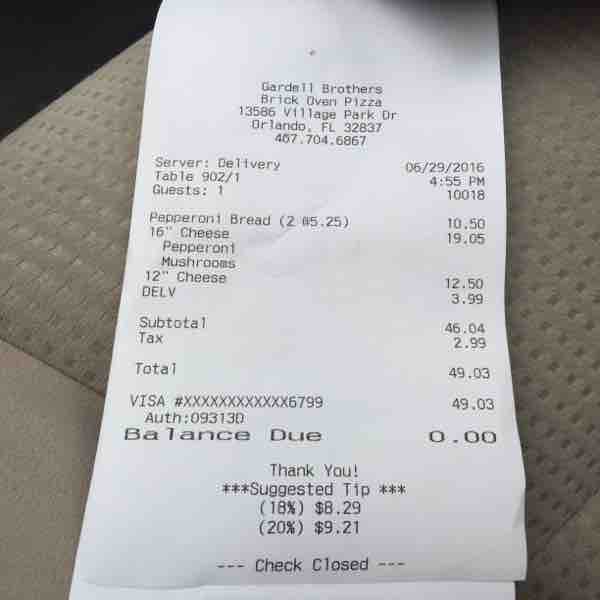 Gardell Brothers
Brick Oven Pizza
13586 Village Park Dr
Orlando, FL 32837
467.704.6867
Server: Delivery 06/29/2016
Table 902/1 4:55 PM
Guests: 1 10018
Pepperoni Bread (2 @5.25) 10.50
16" Cheese 19.05
Pepperoni
Mushrooms
12" Cheese 12.50
DELV 3.99
Subtotal 46.04
Tax 2.99
Total 49.03
VISA #XXXXXXXXXXXX6799 49.03
Auth:09313D
Balance Due 0.00
Thank You!
***Suggested Tip ***
(18%) $8.29
(20%) $9.21
--- Check Closed ---